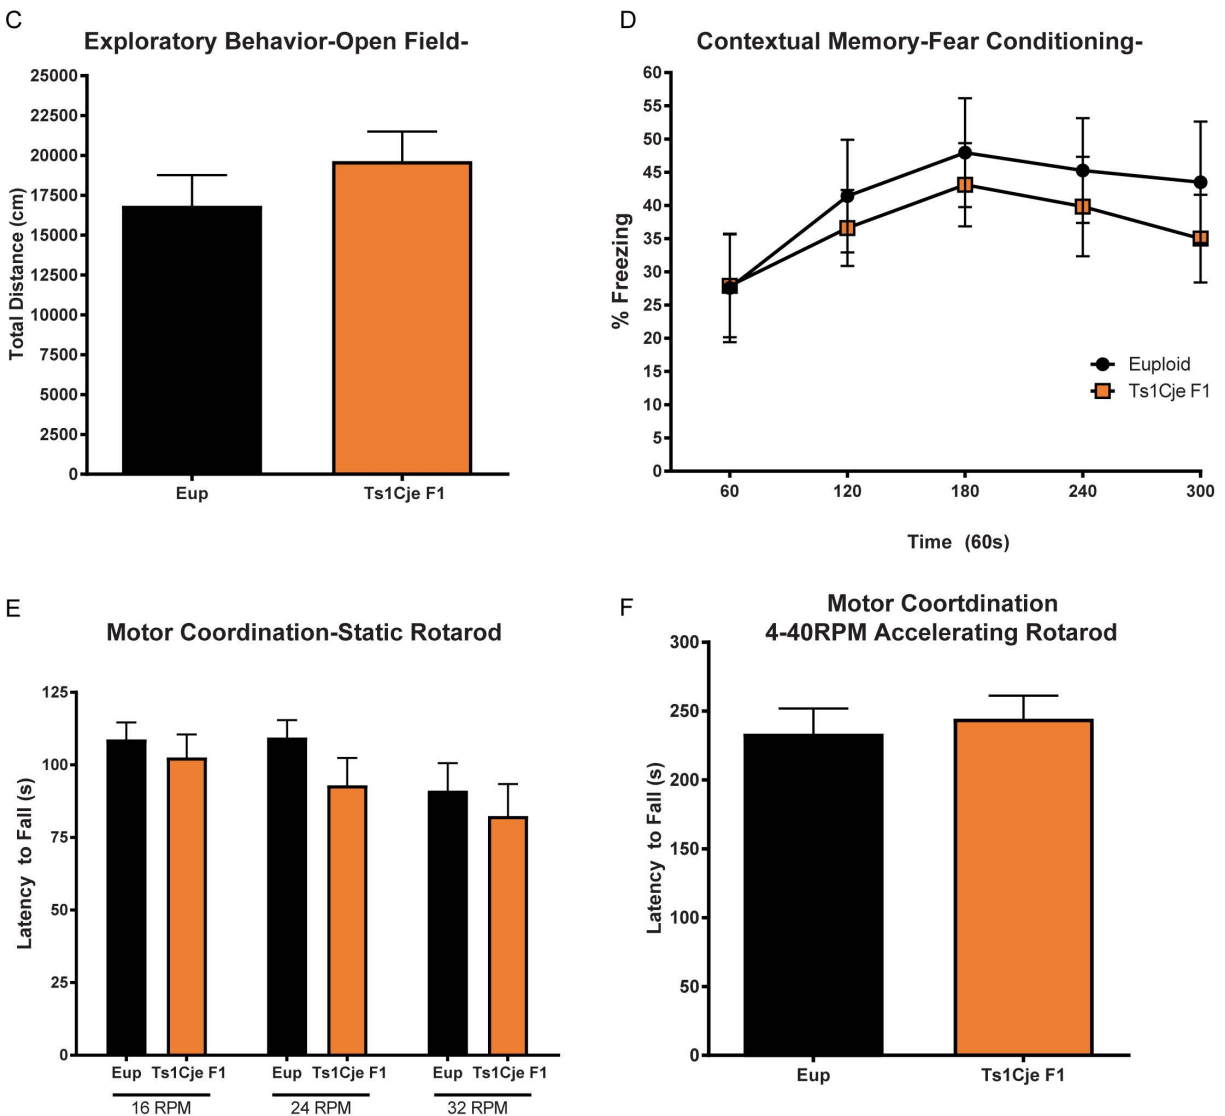 C
Exploratory Behavior-Open Field-
25000
22500
20000
17500
15000
12500
10000
7500
5000
2500
0
Total Distance (cm)
Eup Ts1Cje F1
D
Contextual Memory-Fear Conditioning-
60
55
50
45
40
35
30
25
20
15
10
5
0
% Freezing
Euploid
Ts1Cje F1
60 120 180 240 300
Time (60s)
E
Motor Coordination-Static Rotarod
125
100
75
50
25
0
Latency to Fall (s)
Eup Ts1Cje F1 Eup Ts1Cje F1 Eup Ts1Cje F1
16 RPM 24 RPM 32 RPM
F
Motor Coortdination
4-40RPM Accelerating Rotarod
300
250
200
150
100
50
0
Latency to Fall (s)
Eup Ts1Cje F1